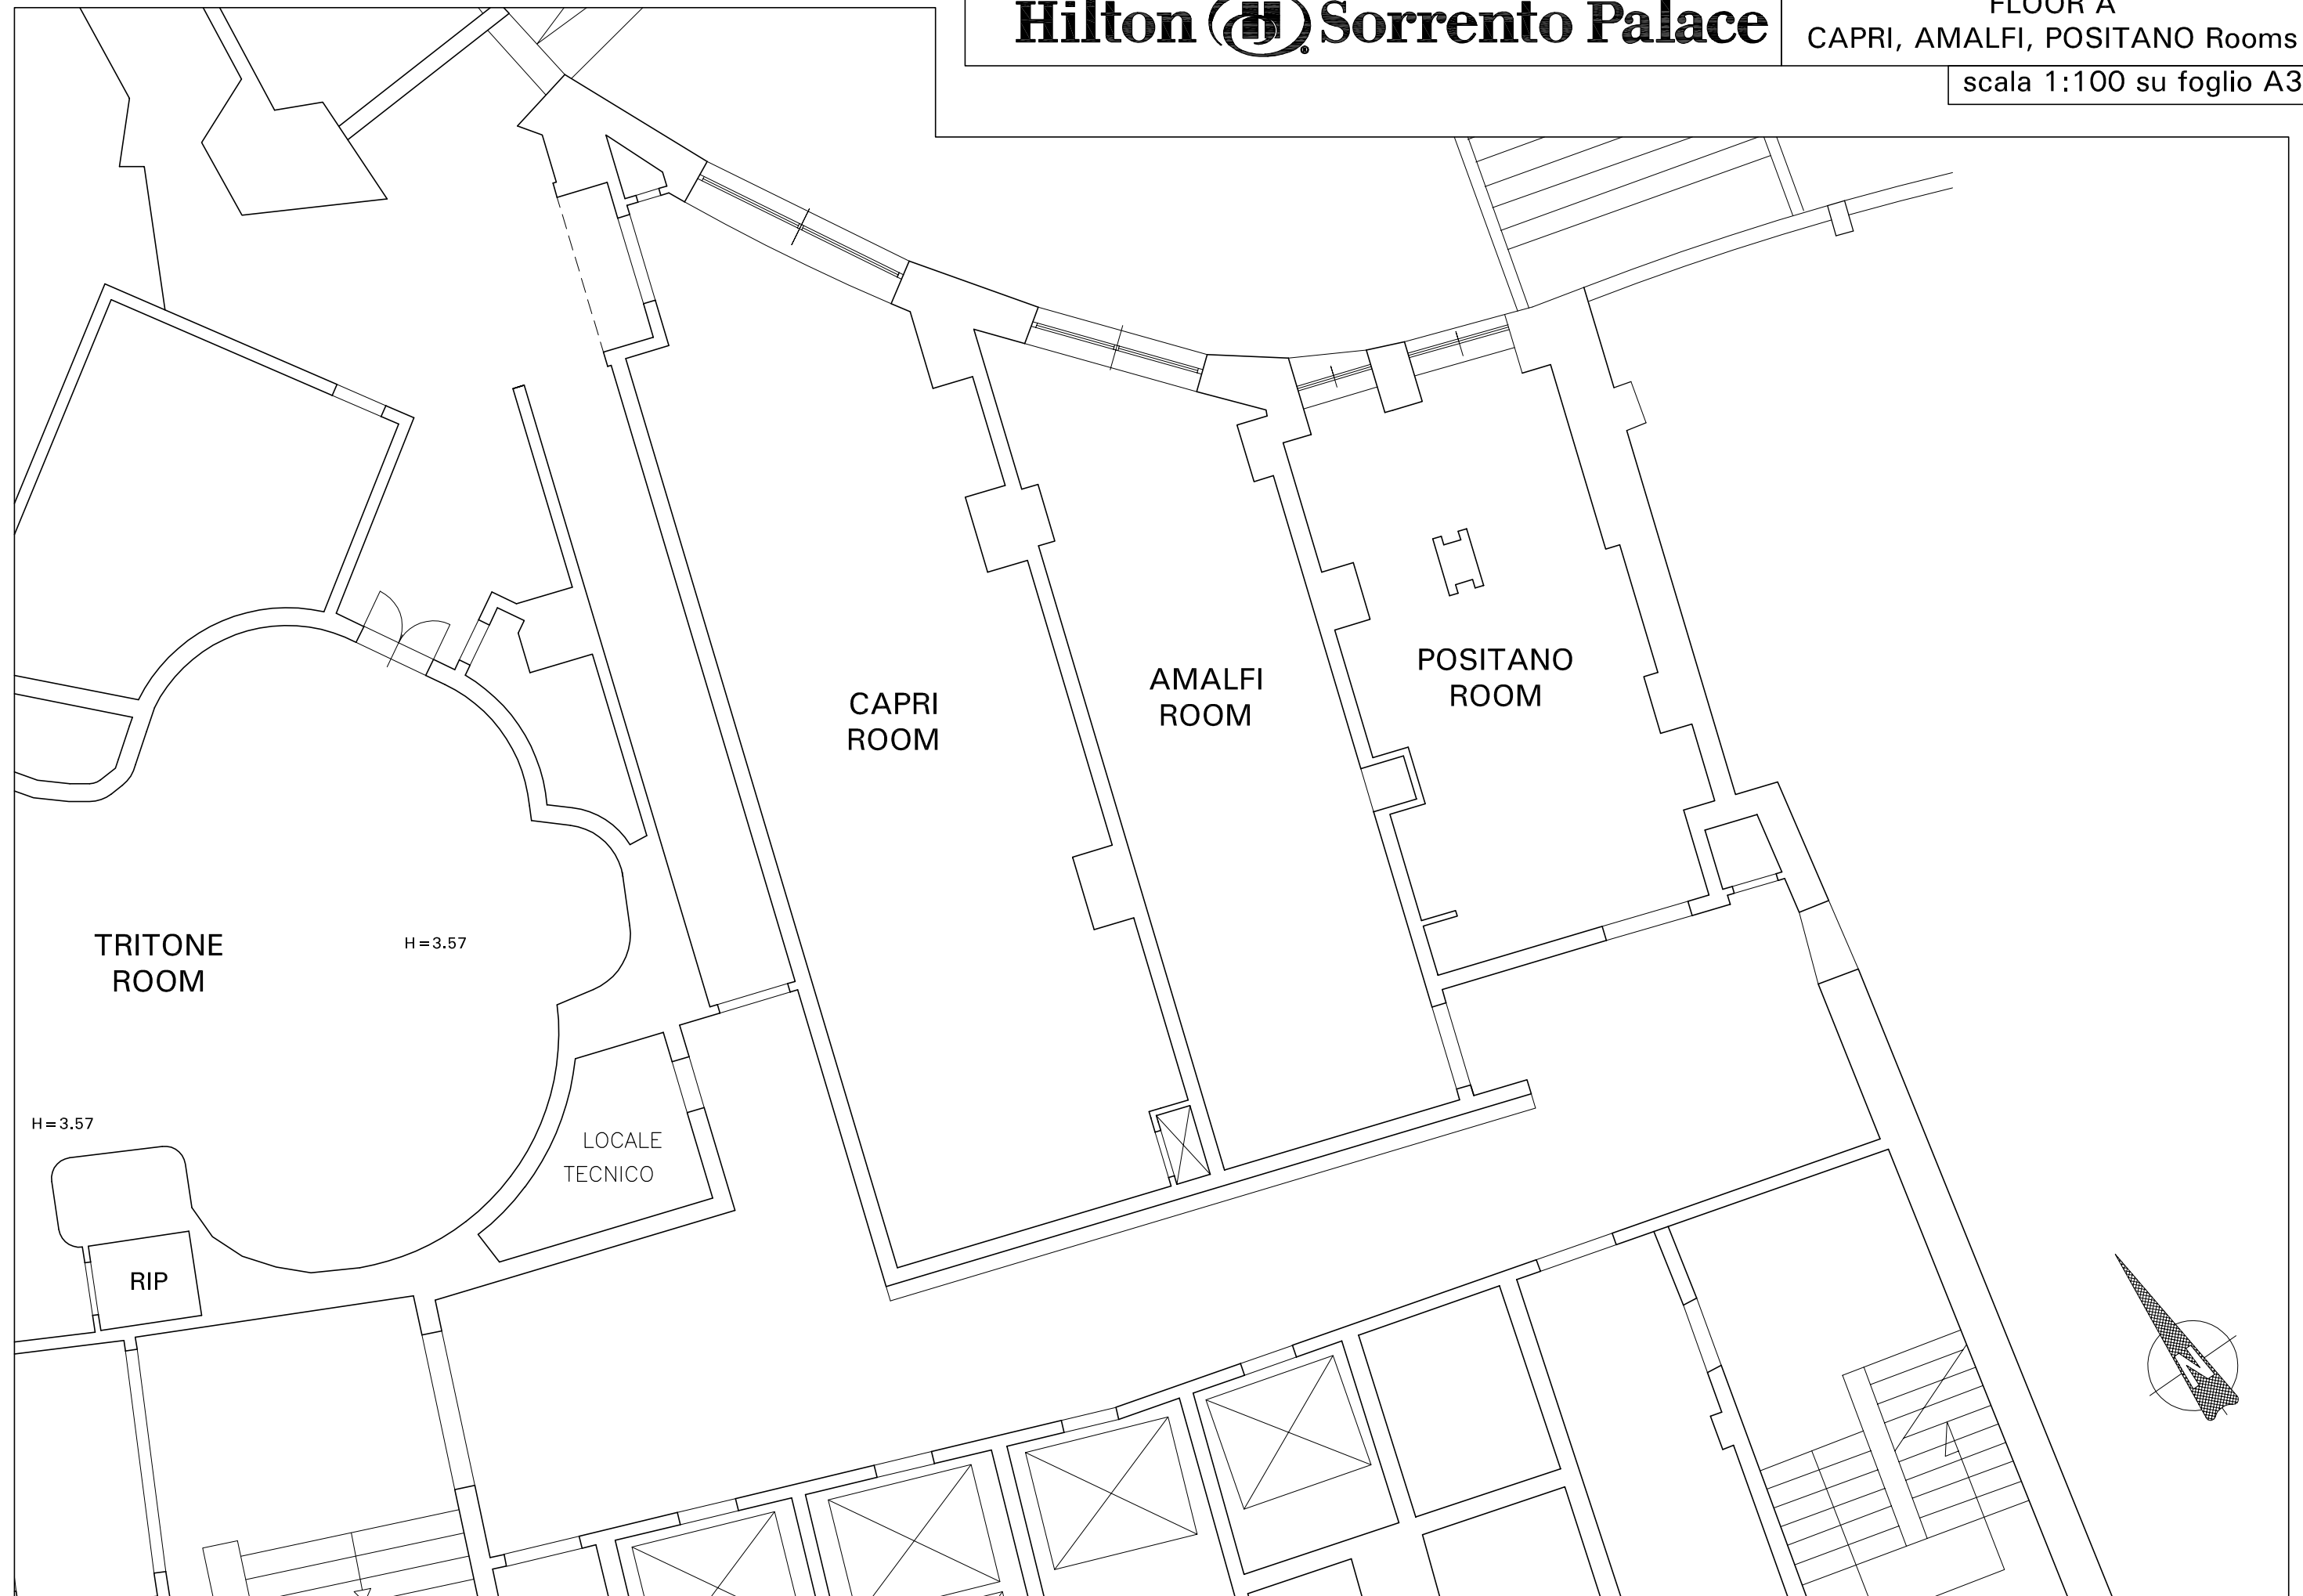 Hilton Sorrento Palace
FLOOR A
CAPRI, AMALFI, POSITANO Rooms
scala 1:100 su foglio A3
CAPRI
ROOM
AMALFI
ROOM
POSITANO
ROOM
TRITONE
ROOM
H=3.57
H=3.57
LOCALE
TECNICO
RIP
N